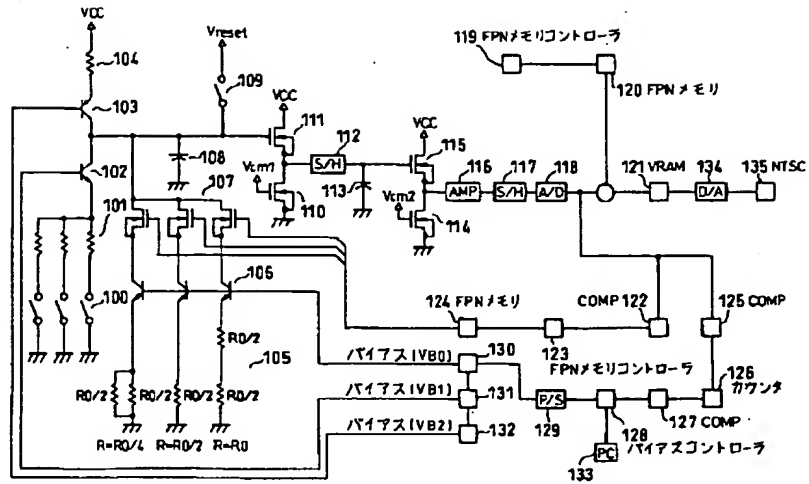 VCC
104
103
102
101
100
Vreset
109
108
107
106
105
VCC
111
Vcm1
110
S/H
112
113
VCC
115
Vcm2
114
116
AMP
117
S/H
118
A/D
119 FPNメモリコントローラ
120 FPNメモリ
121 VRAM
134
D/A
135 NTSC
COMP 122
125 COMP
124 FPNメモリ
123
FPNメモリコントローラ
126
カウンタ
127 COMP
128
バイアスコントローラ
P/S
129
PC
133
バイアス(VB0)
130
バイアス(VB1)
131
バイアス(VB2)
132
R0/2
R0/2
R0/2
R0/2
R0/2
R=R0/4
R=R0/2
R=R0